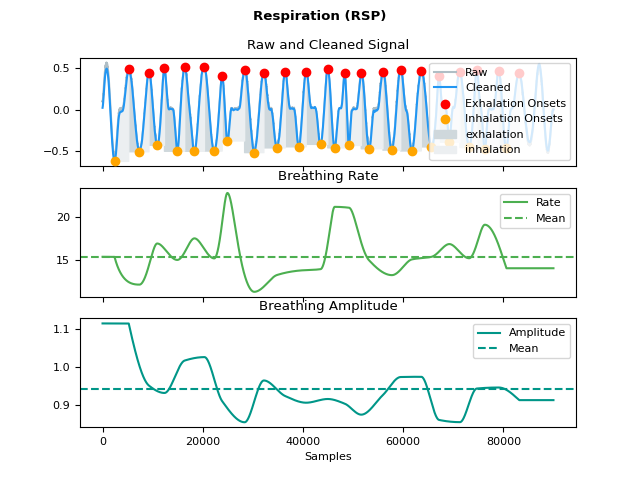 Respiration (RSP)
Raw and Cleaned Signal
0.5
0.0
−0.5
Raw
Cleaned
Exhalation Onsets
Inhalation Onsets
exhalation
inhalation
Breathing Rate
20
15
Rate
Mean
Breathing Amplitude
1.1
1.0
0.9
Amplitude
Mean
0
20000
40000
60000
80000
Samples